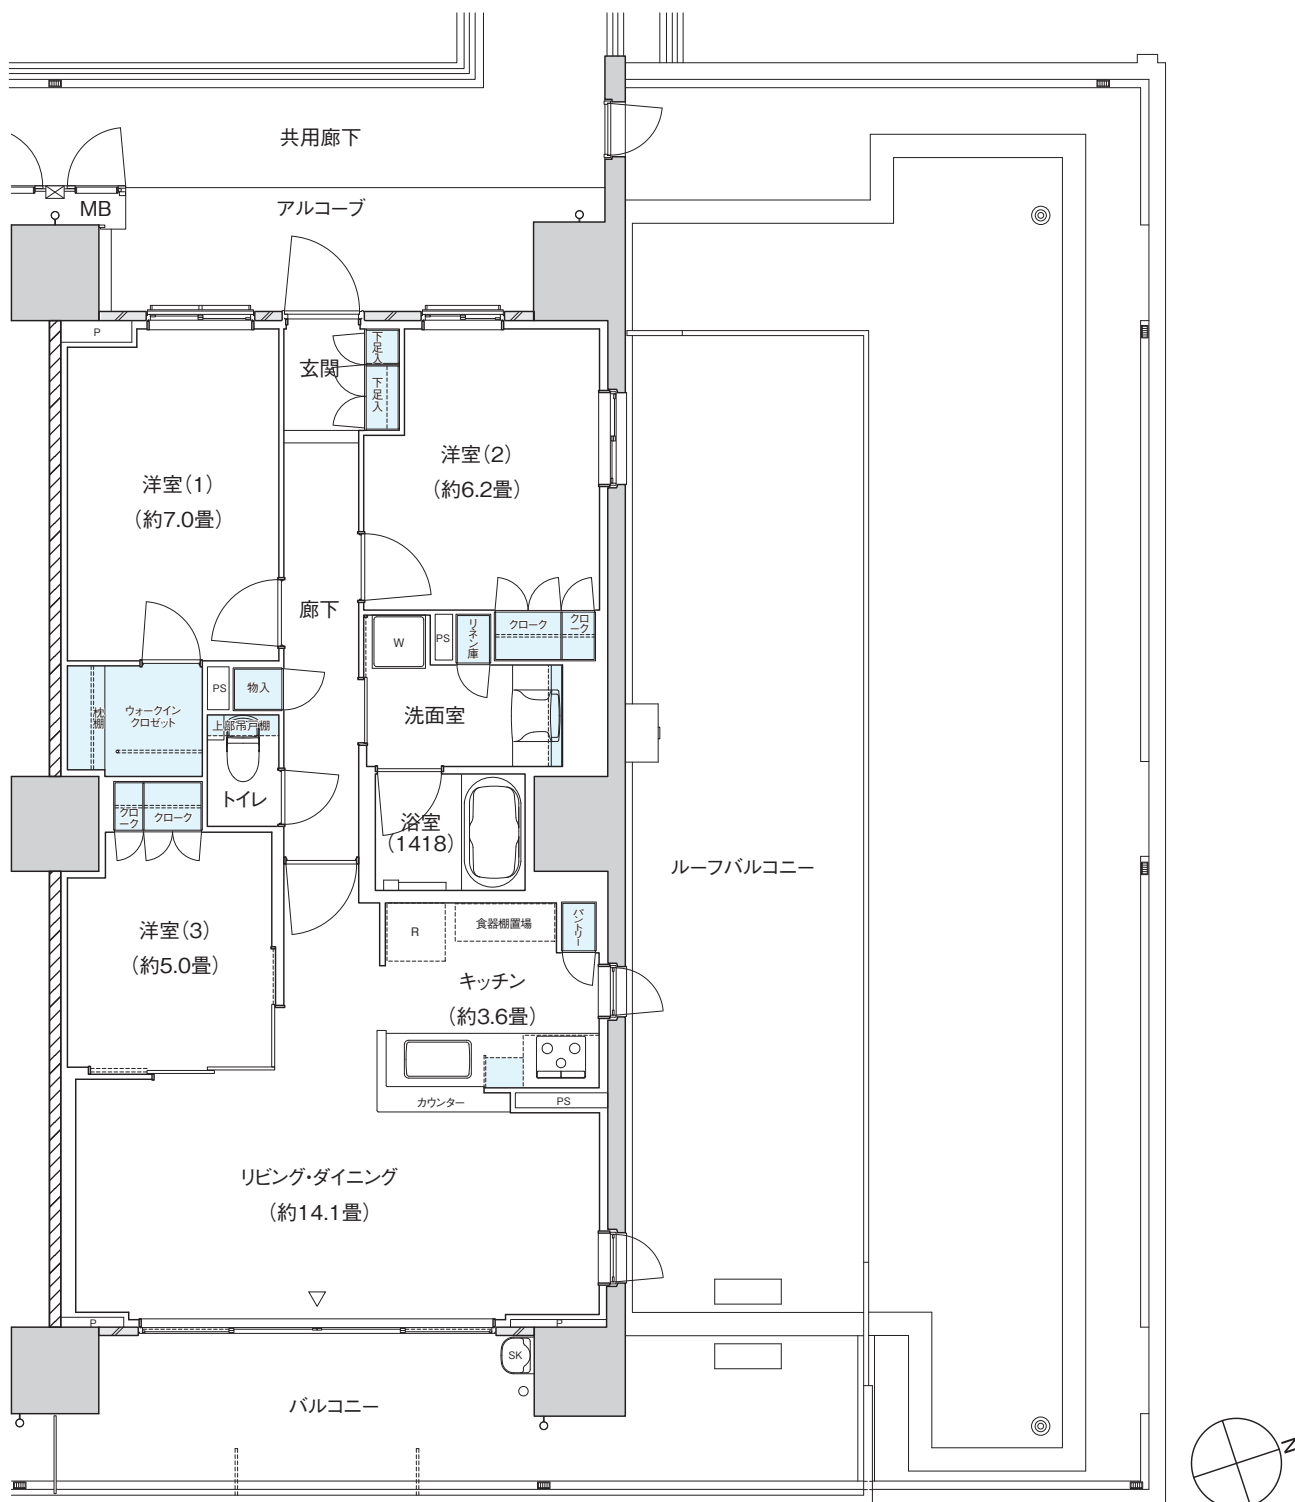 共用廊下
MB
アルコーブ
P
玄関
下足入
下足入
洋室(1)
(約7.0畳)
洋室(2)
(約6.2畳)
廊下
W
PS
リネン庫
クローク
クローク
枕棚
ウォークイン
クロゼット
PS
物入
上部吊戸棚
トイレ
洗面室
クローク
クローク
浴室
(1418)
ルーフバルコニー
洋室(3)
(約5.0畳)
R
食器棚置場
パントリー
キッチン
(約3.6畳)
カウンター
PS
リビング・ダイニング
(約14.1畳)
P
P
SK
バルコニー
N